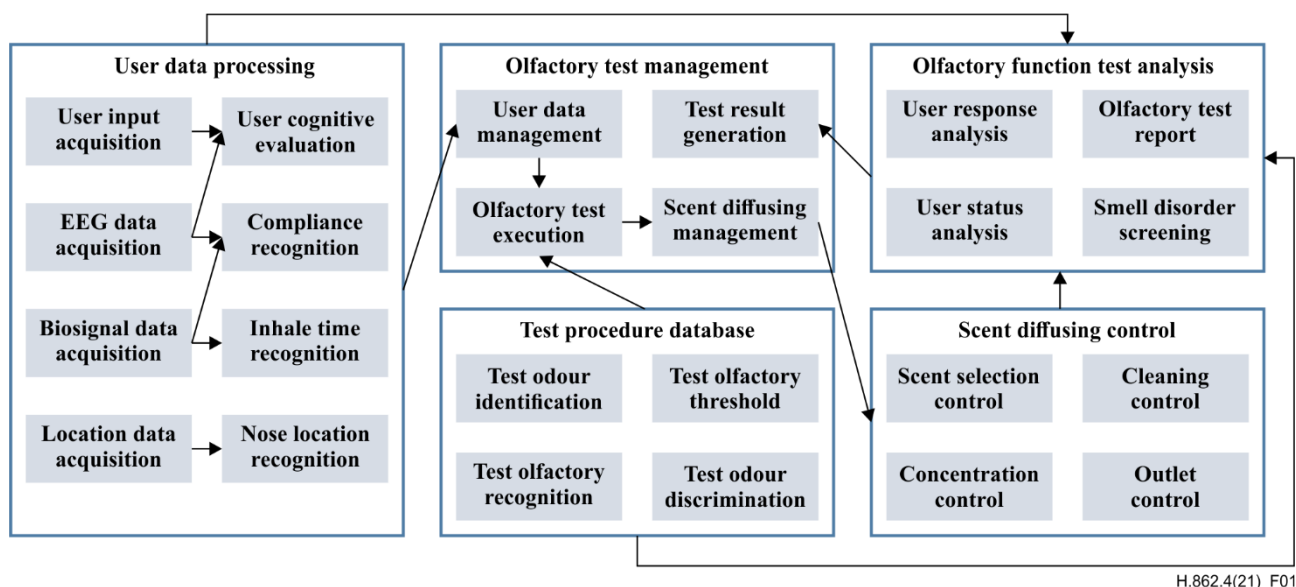 User data processing
User input
acquisition
User cognitive
evaluation
EEG data
acquisition
Compliance
recognition
Biosignal data
acquisition
Inhale time
recognition
Location data
acquisition
Nose location
recognition
Olfactory test management
User data
management
Test result
generation
Olfactory test
execution
Scent diffusing
management
Test procedure database
Test odour
identification
Test olfactory
threshold
Test olfactory
recognition
Test odour
discrimination
Olfactory function test analysis
User response
analysis
Olfactory test
report
User status
analysis
Smell disorder
screening
Scent diffusing control
Scent selection
control
Cleaning
control
Concentration
control
Outlet
control
H.862.4(21)_F01